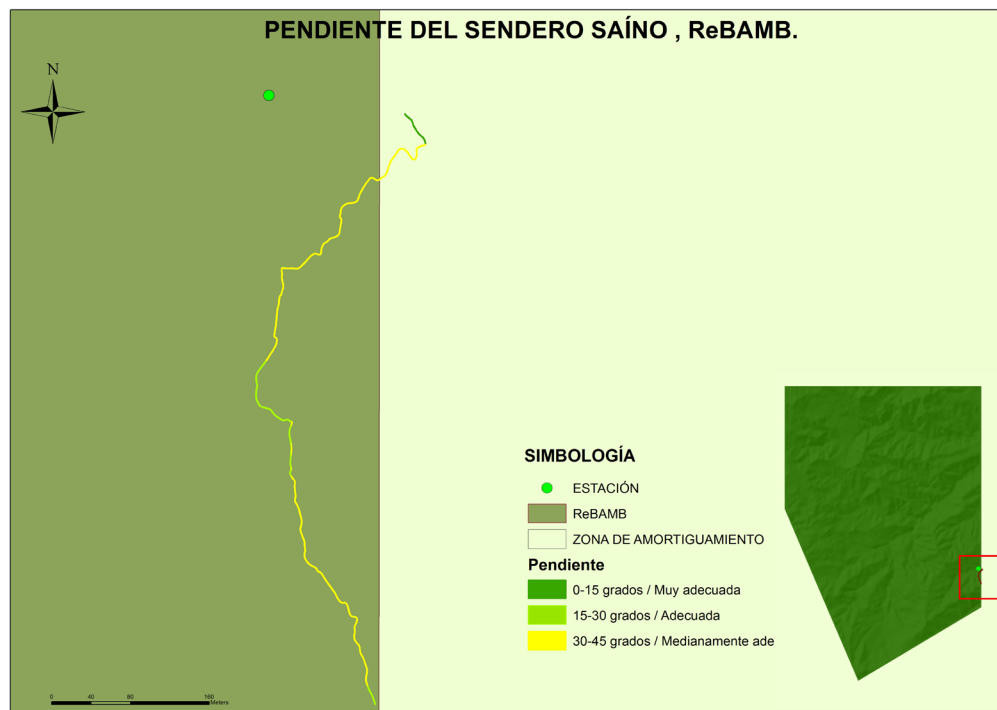 PENDIENTE DEL SENDERO SAÍNO , ReBAMB.
N
SIMBOLOGÍA
ESTACIÓN
ReBAMB
ZONA DE AMORTIGUAMIENTO
Pendiente
0-15 grados / Muy adecuada
15-30 grados / Adecuada
30-45 grados / Medianamente ade
0 40 80 160
Meters